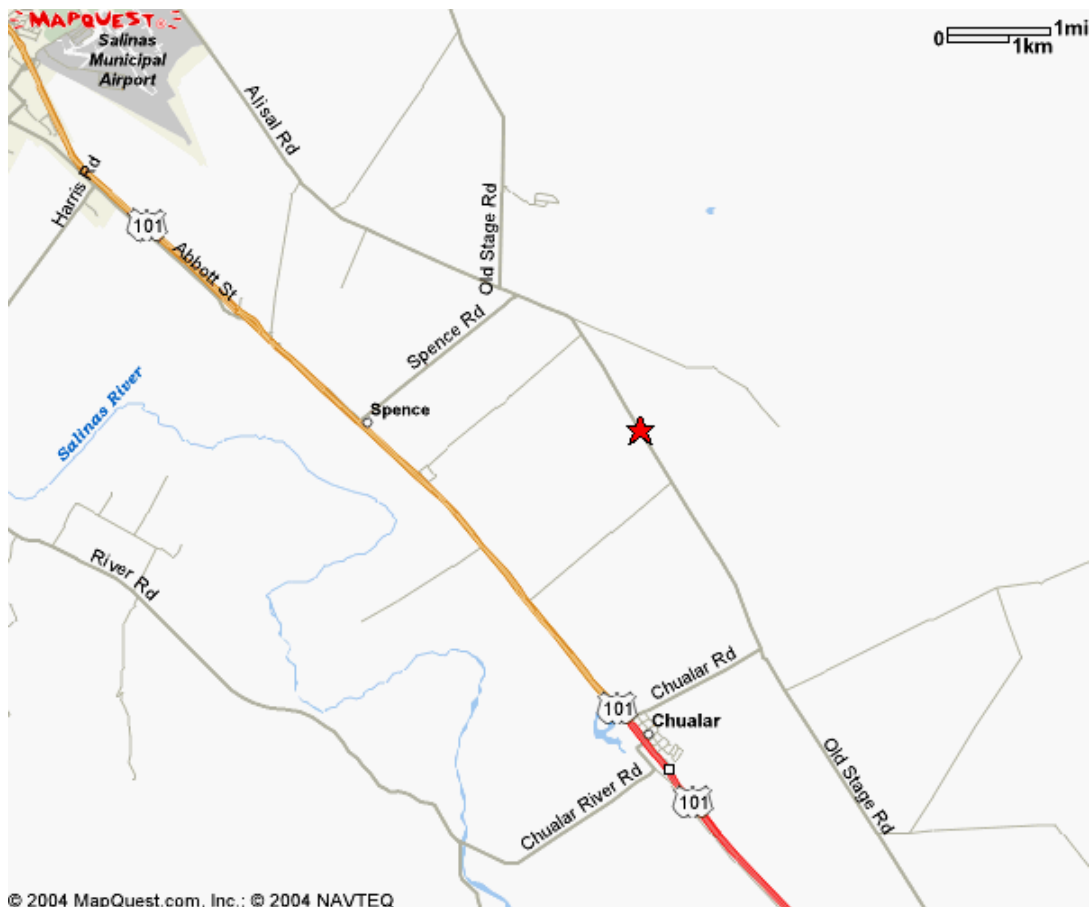 MAPQUEST
Salinas
Municipal
Airport
0 1mi
1km
Alisal Rd
Harris Rd
101
Abbott St
Old Stage Rd
Spence Rd
Spence
Salinas River
River Rd
Chualar Rd
101
Chualar
Old Stage Rd
Chualar River Rd
101
© 2004 MapQuest.com, Inc.; © 2004 NAVTEQ